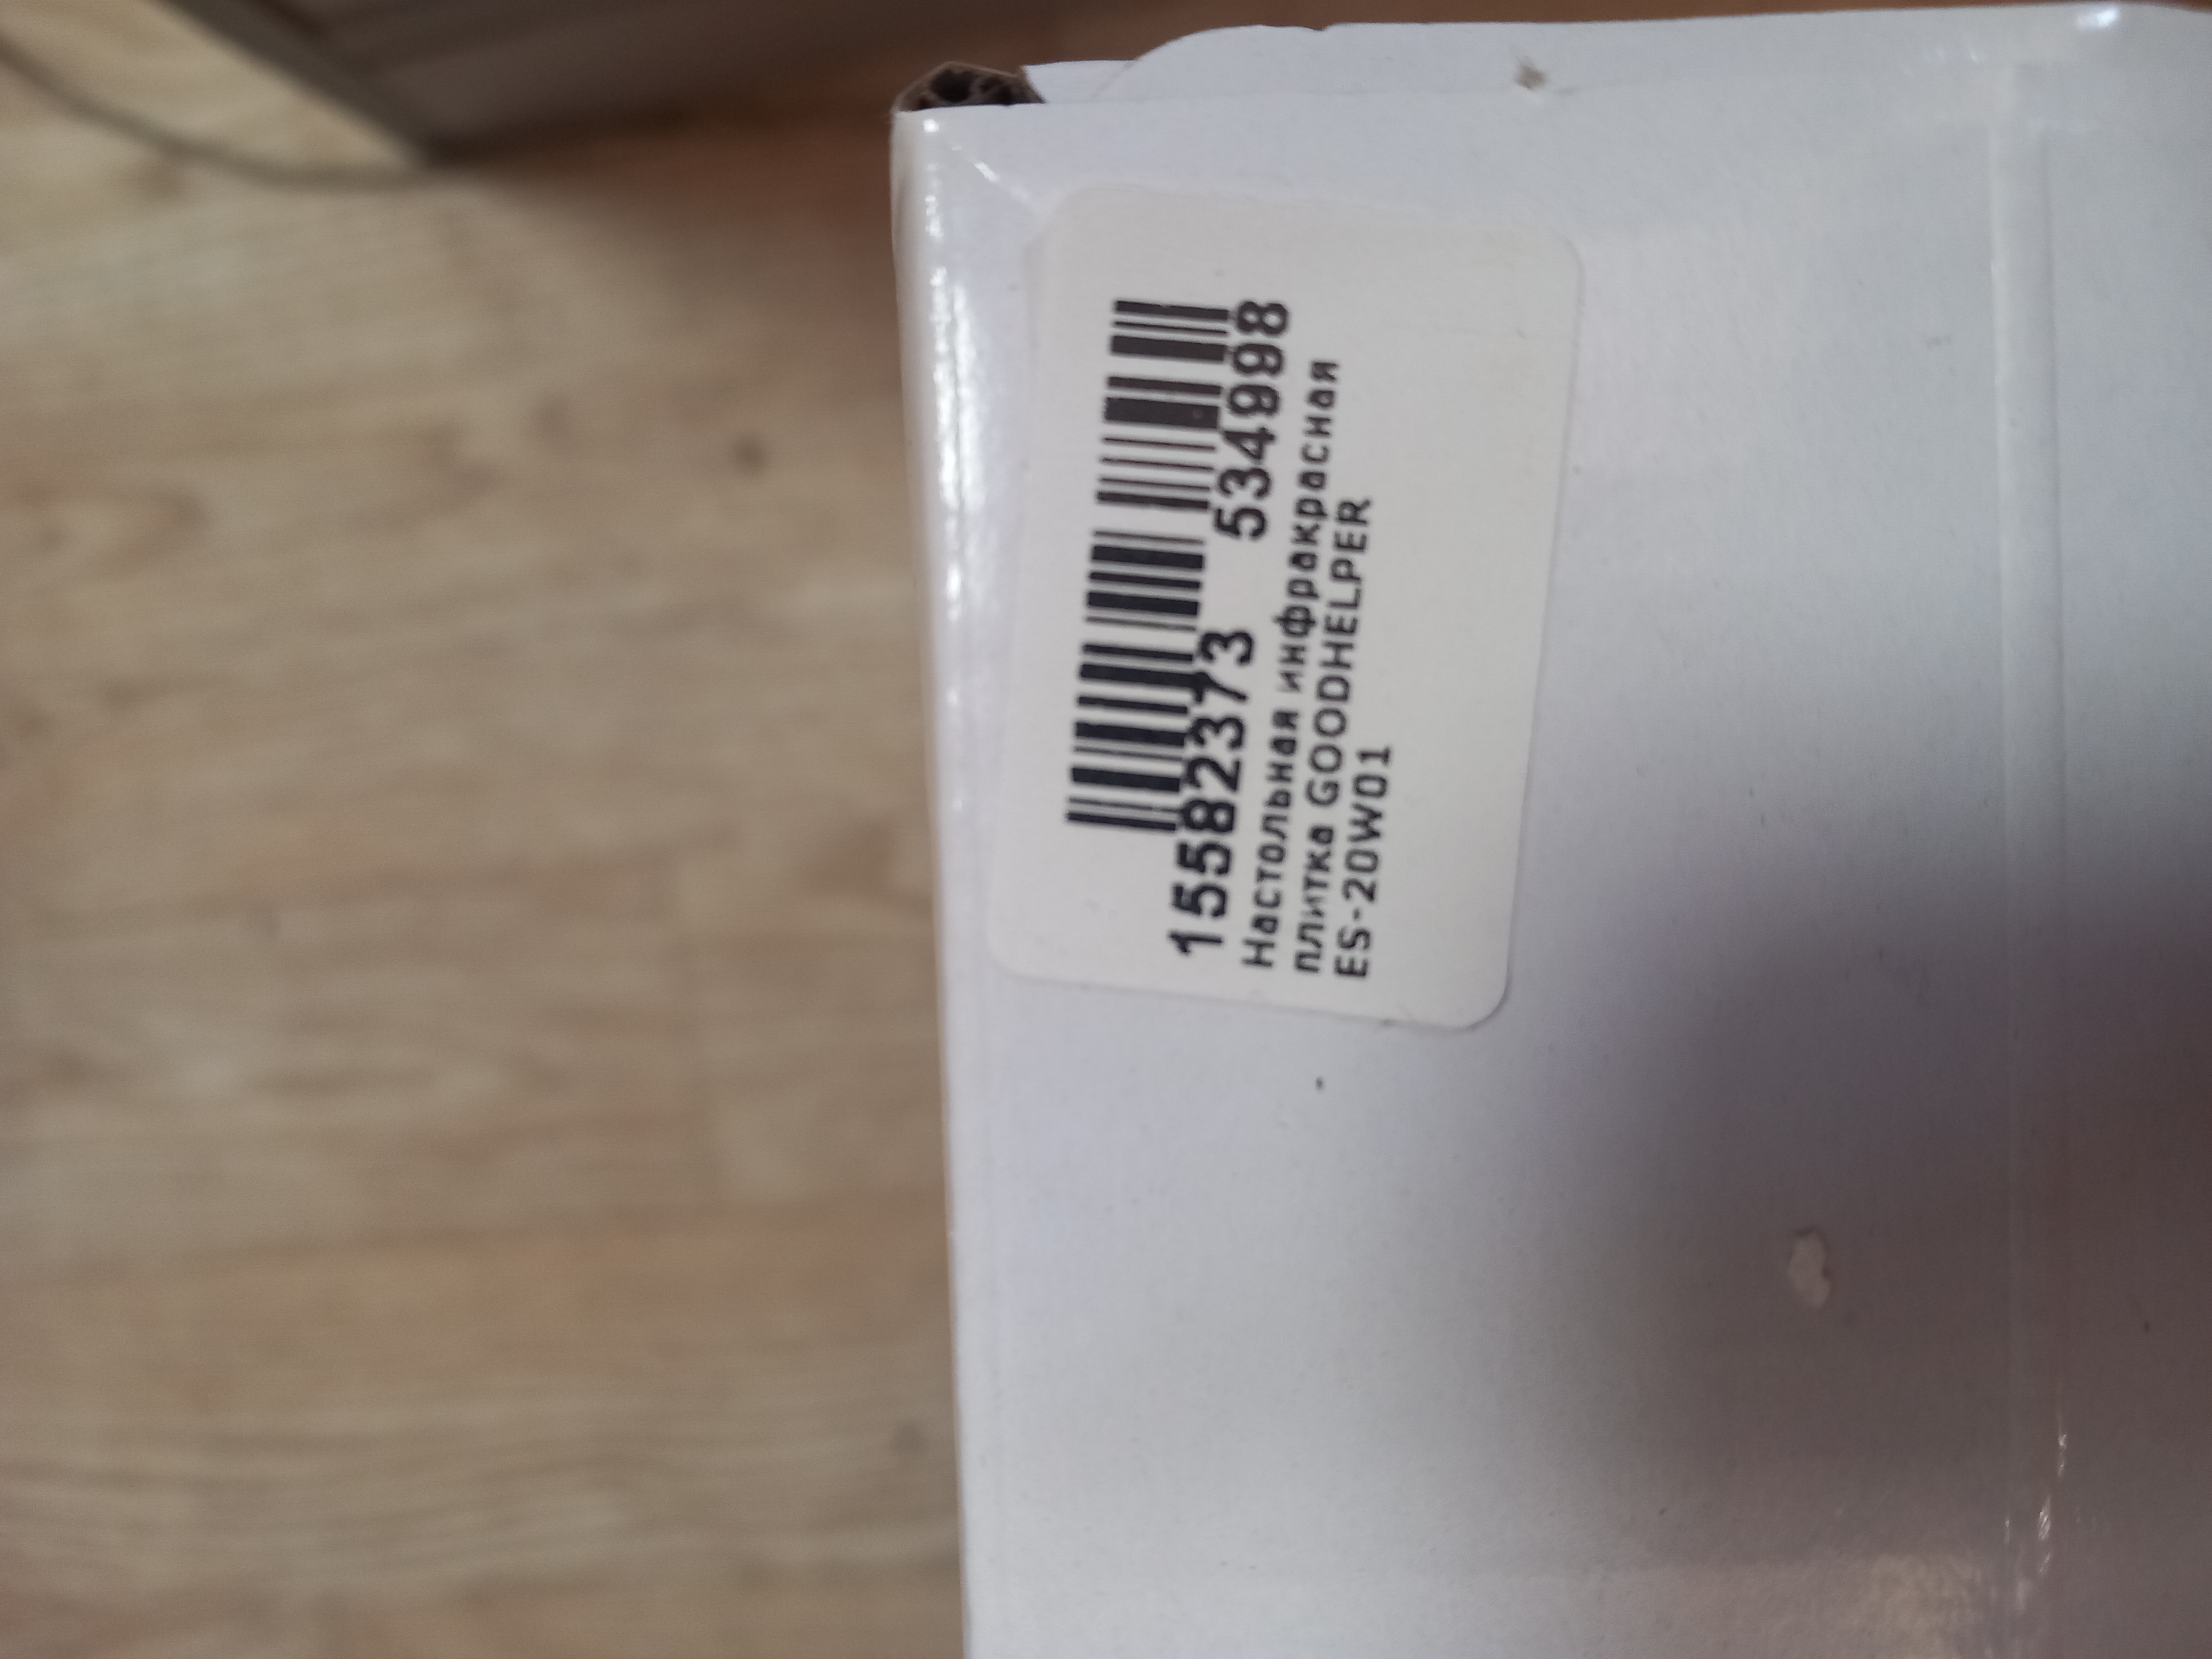 15582373 534998
Настольная инфракрасная
плитка GOODHELPER
ES-20W01